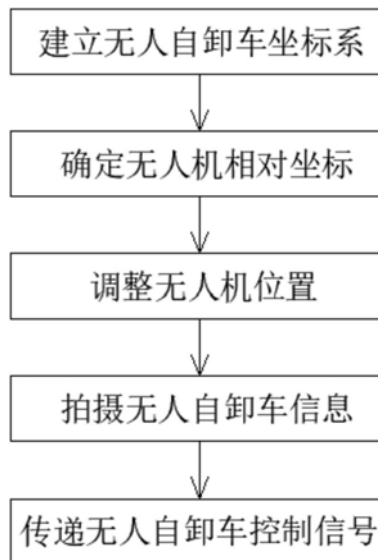 建立无人自卸车坐标系
确定无人机相对坐标
调整无人机位置
拍摄无人自卸车信息
传递无人自卸车控制信号